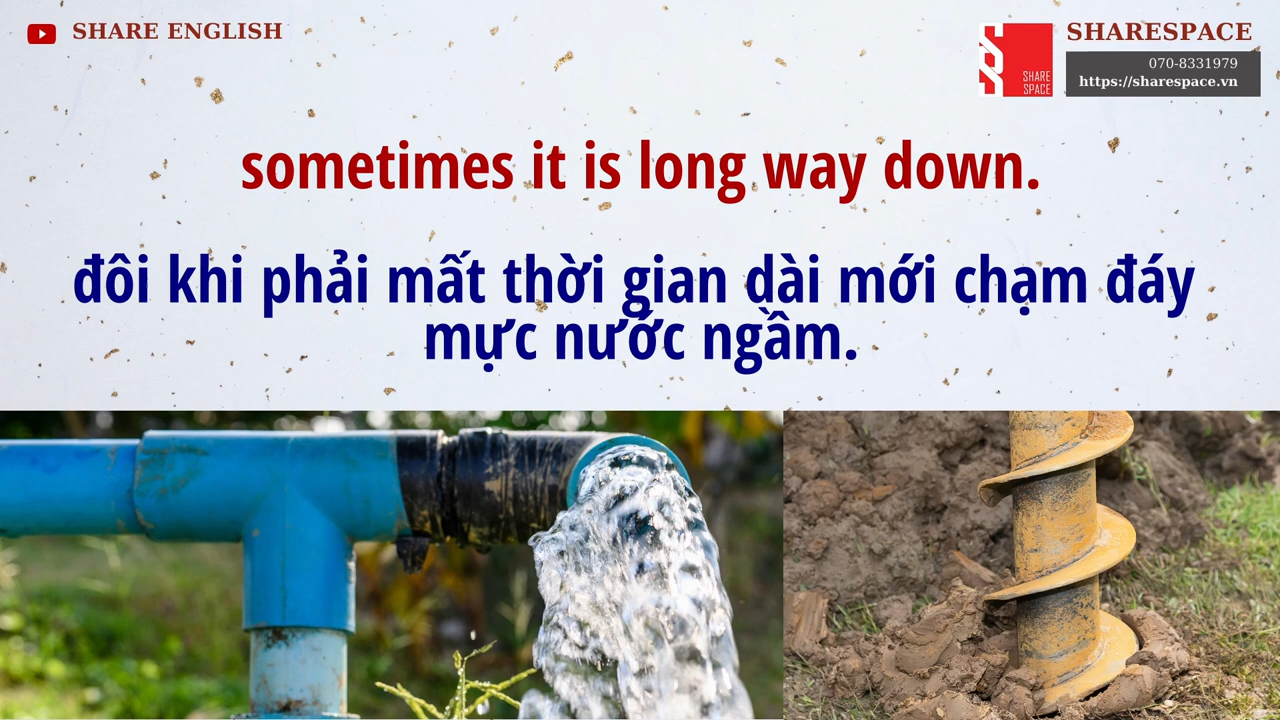 SHARE ENGLISH
SHARESPACE
SHARE
SPACE
070-8331979
https://sharespace.vn
sometimes it is long way down.
đôi khi phải mất thời gian dài mới chạm đáy
mực nước ngầm.